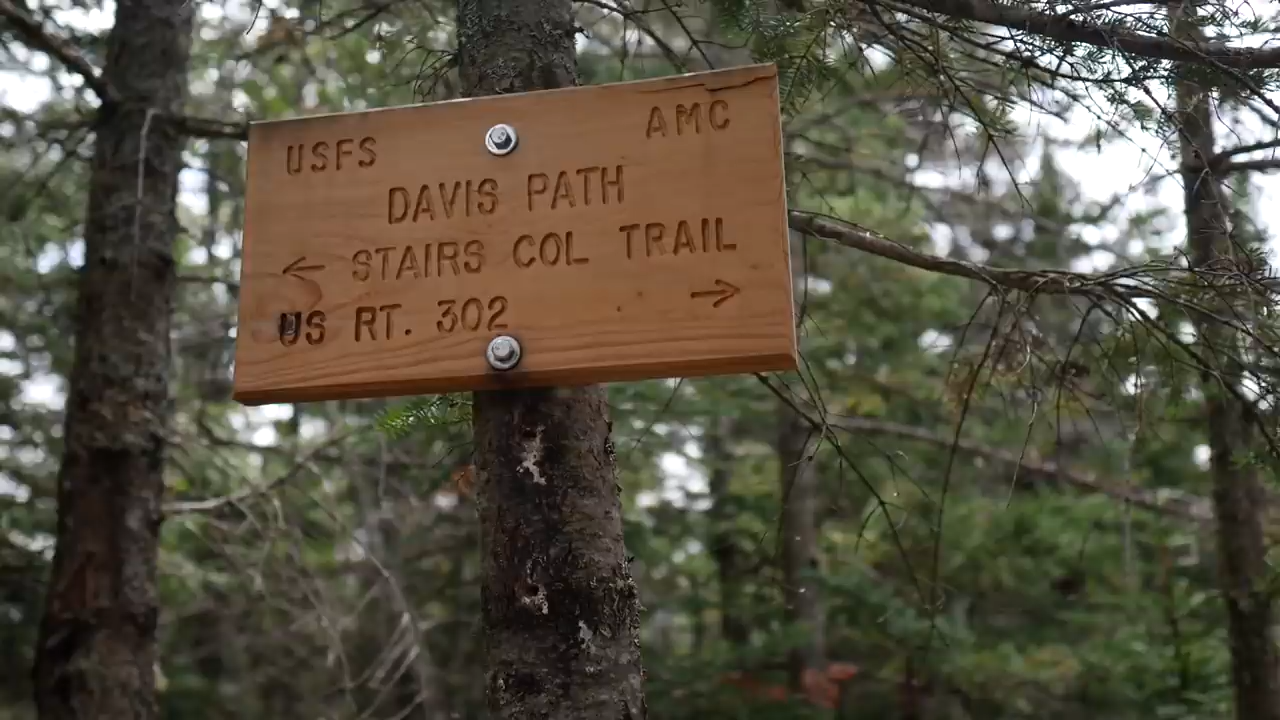 USFS AMC
DAVIS PATH
← STAIRS COL TRAIL
US RT. 302 →